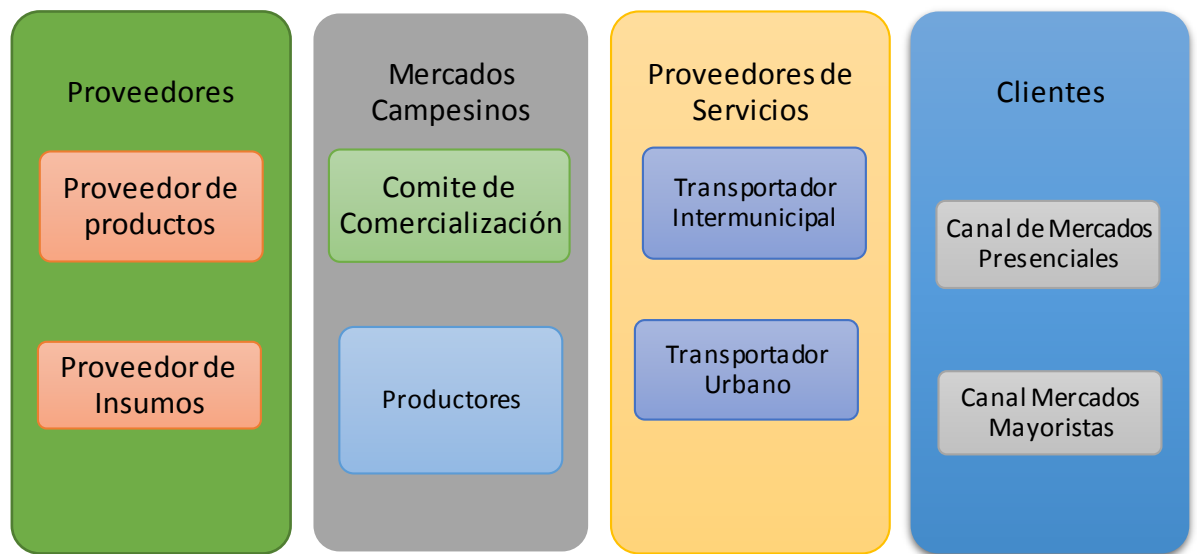 Proveedores
Proveedor de
productos
Proveedor de
Insumos
Mercados
Campesinos
Comite de
Comercialización
Productores
Proveedores de
Servicios
Transportador
Intermunicipal
Transportador
Urbano
Clientes
Canal de Mercados
Presenciales
Canal Mercados
Mayoristas